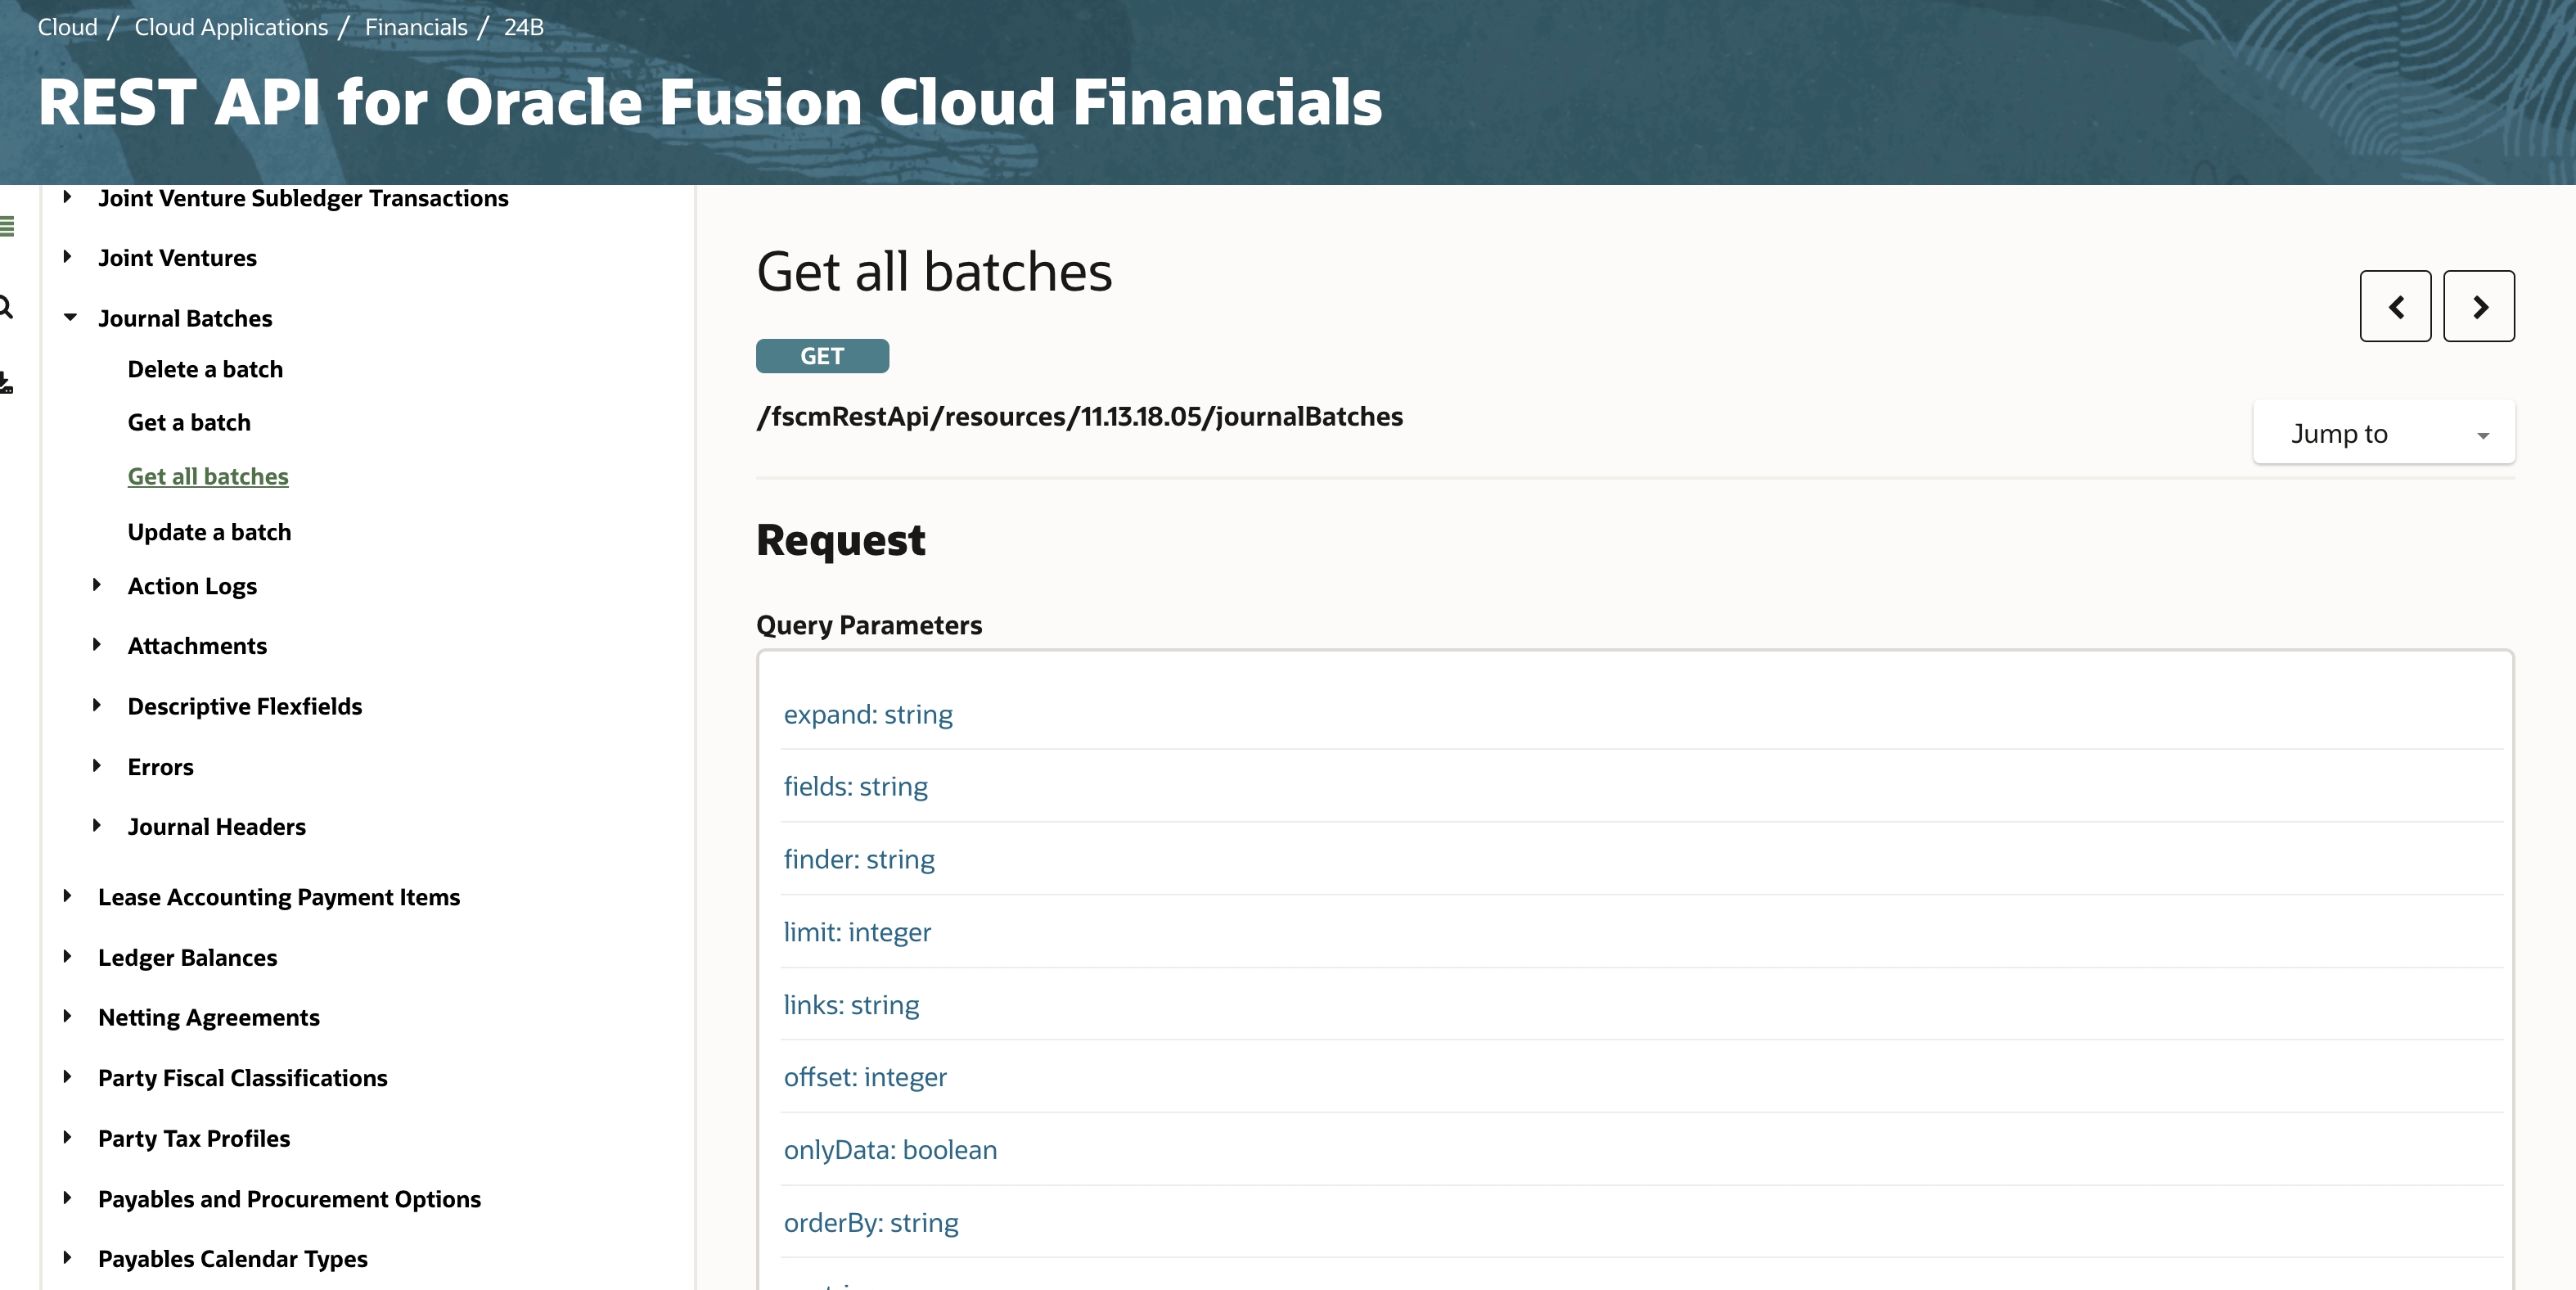 Cloud / Cloud Applications / Financials / 24B
REST API for Oracle Fusion Cloud Financials
Joint Venture Subledger Transactions
Joint Ventures
Journal Batches
Delete a batch
Get a batch
Get all batches
Update a batch
Action Logs
Attachments
Descriptive Flexfields
Errors
Journal Headers
Lease Accounting Payment Items
Ledger Balances
Netting Agreements
Party Fiscal Classifications
Party Tax Profiles
Payables and Procurement Options
Payables Calendar Types
Get all batches
GET
/fscmRestApi/resources/11.13.18.05/journalBatches
Jump to
Request
Query Parameters
expand: string
fields: string
finder: string
limit: integer
links: string
offset: integer
onlyData: boolean
orderBy: string